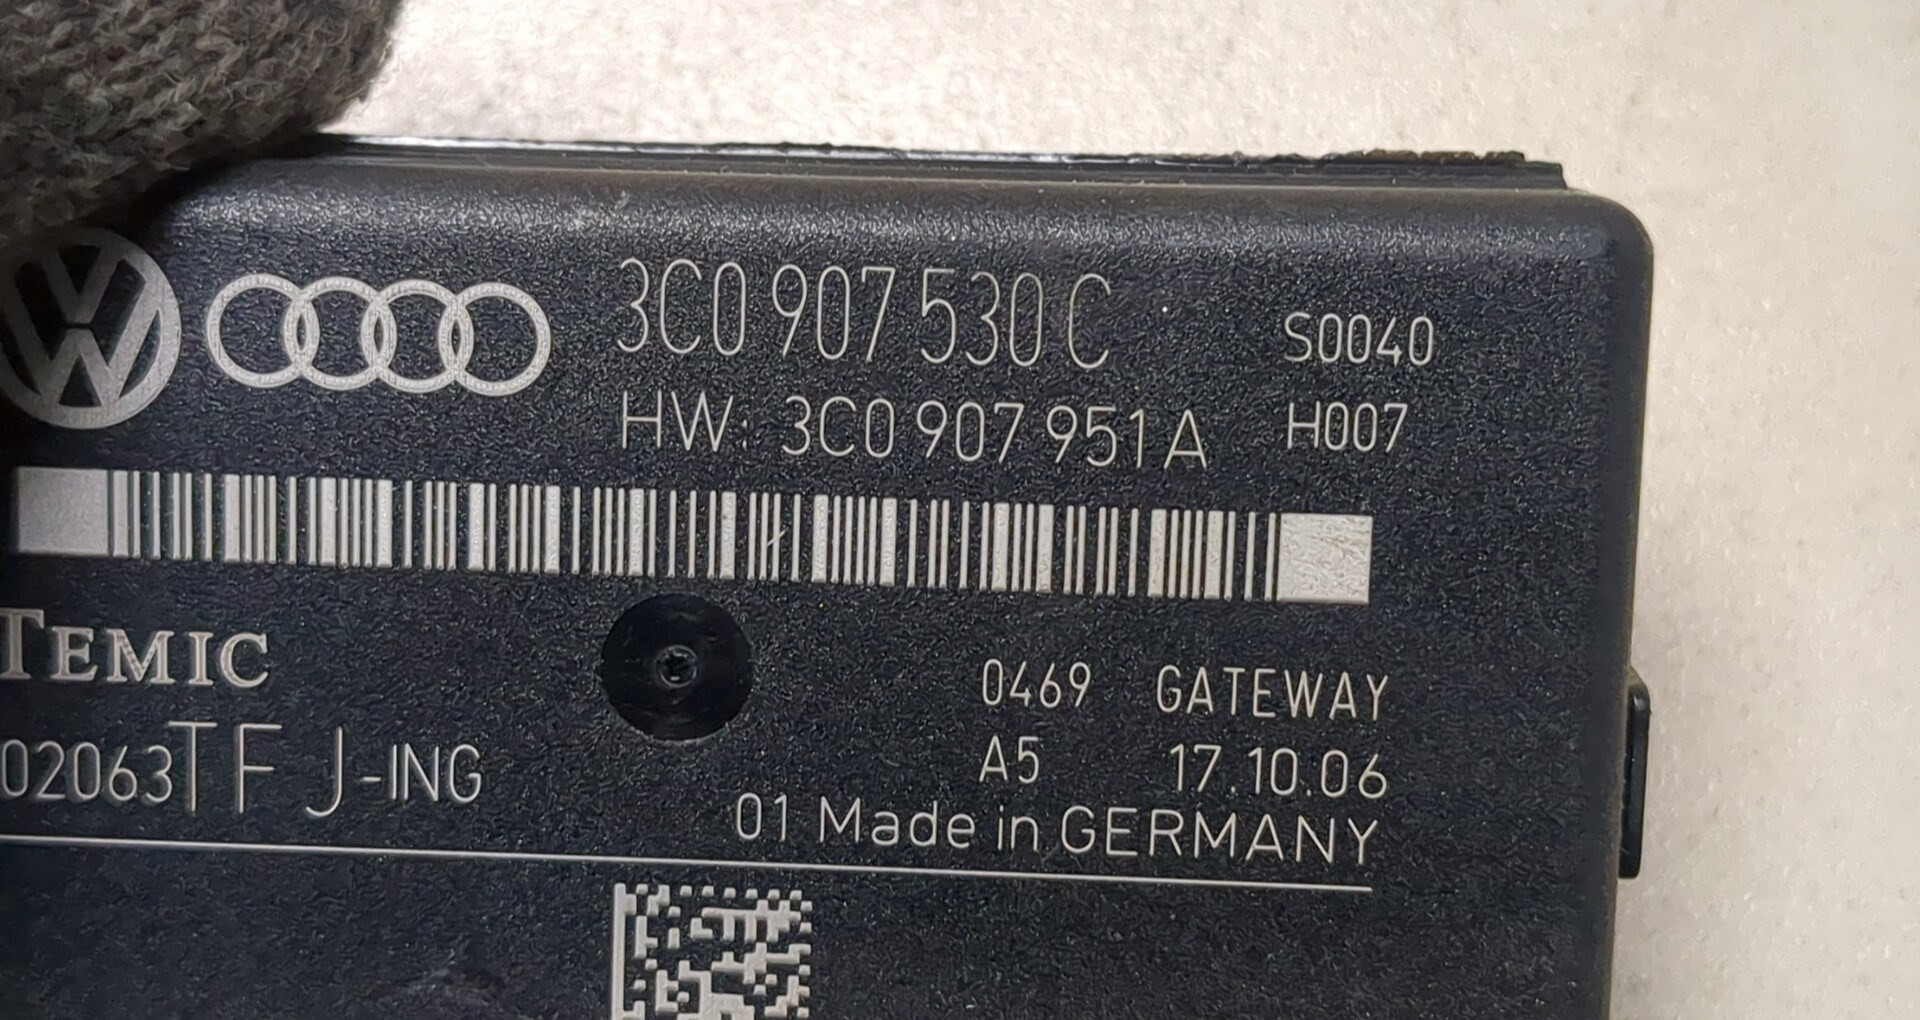 3C0 907 530 C S0040
HW: 3C0 907 951 A H007
TEMIC
0469 GATEWAY
02063TF J-ING
A5 17.10.06
01 Made in GERMANY